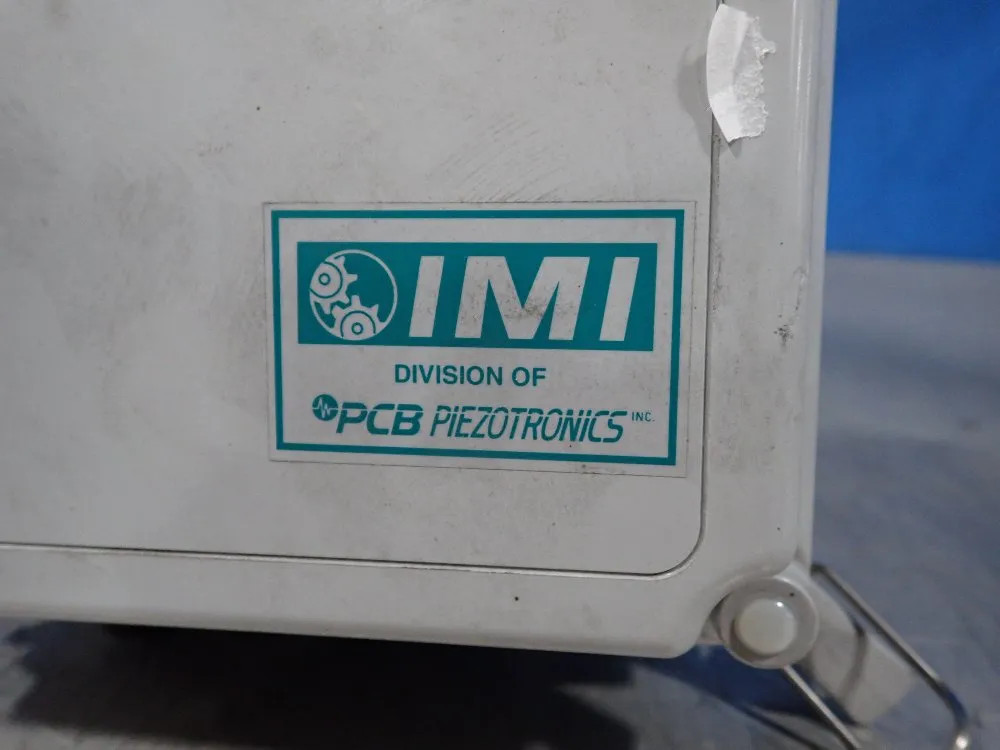 IMI
DIVISION OF
PCB PIEZOTRONICS INC.